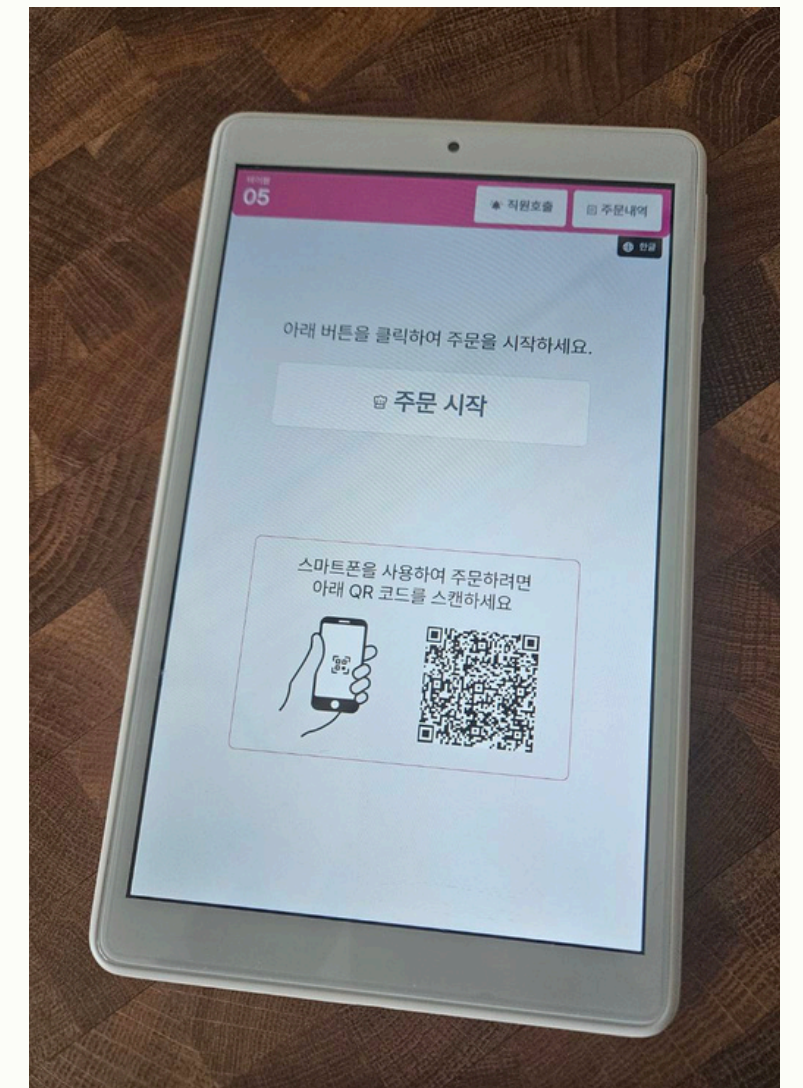 05
직원호출
주문내역
한글
아래 버튼을 클릭하여 주문을 시작하세요.
주문 시작
스마트폰을 사용하여 주문하려면
아래 QR 코드를 스캔하세요